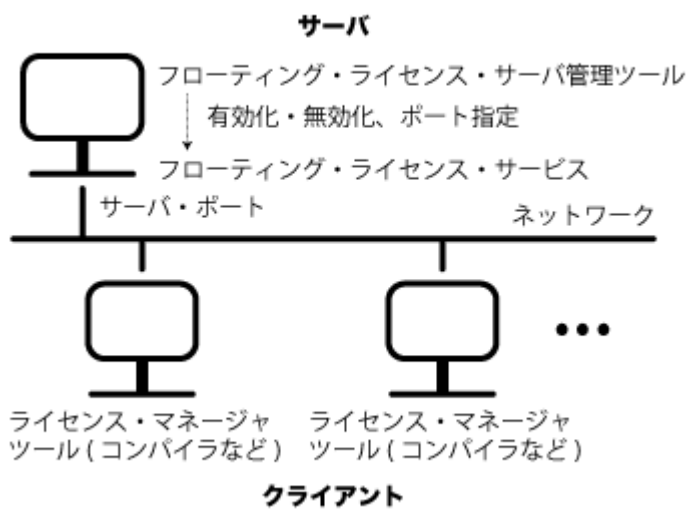 サーバ
フローティング・ライセンス・サーバ管理ツール
有効化・無効化、ポート指定
フローティング・ライセンス・サービス
サーバ・ポート
ネットワーク
ライセンス・マネージャ
ツール ( コンパイラなど )
ライセンス・マネージャ
ツール ( コンパイラなど )
クライアント